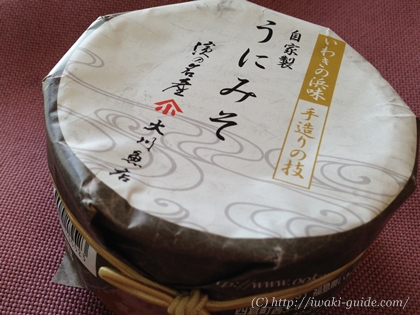 いわきの浜味 手造りの技
自家製
うにみそ
浜の名産
大川魚店
(C) http://iwaki-guide.com/